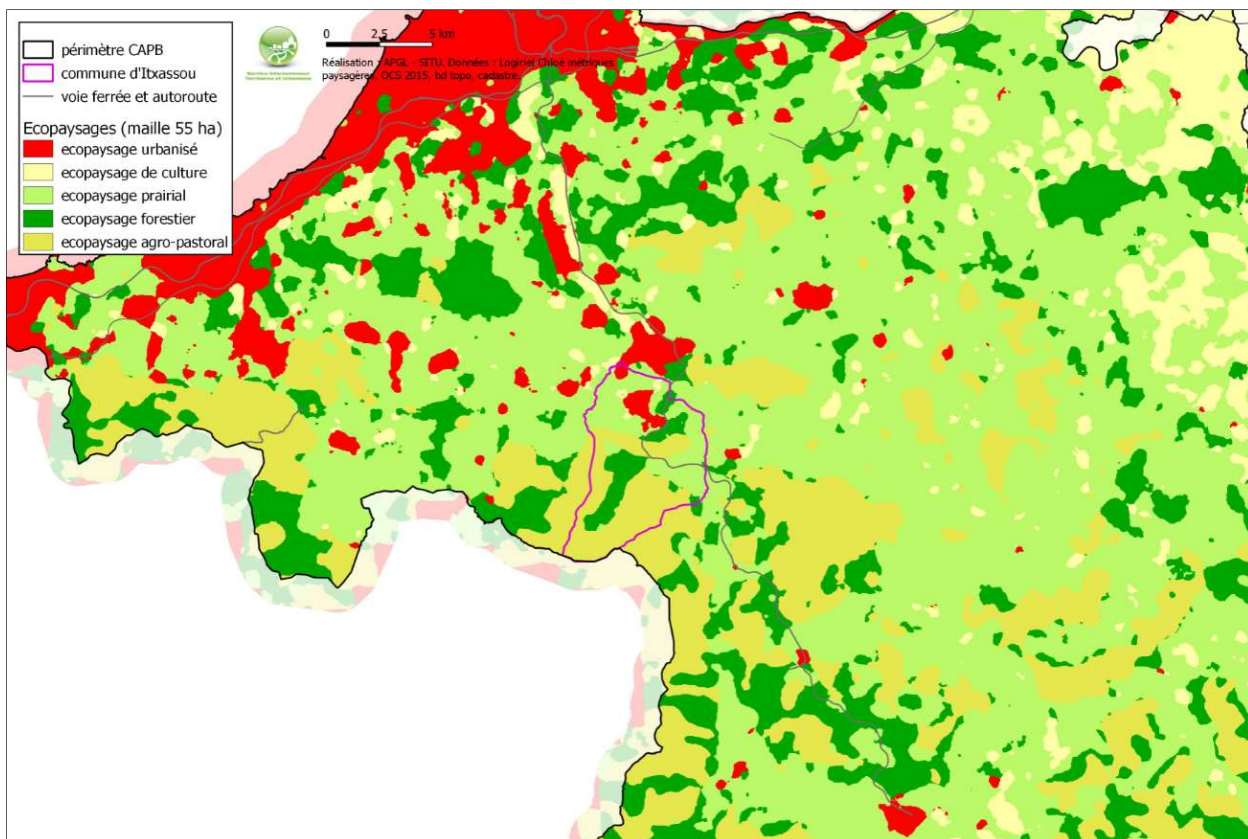 périmètre CAPB
commune d'Itxassou
voie ferrée et autoroute
Ecopaysages (maille 55 ha)
ecopaysage urbanisé
ecopaysage de culture
ecopaysage prairial
ecopaysage forestier
ecopaysage agro-pastoral
0 2,5 5 km
Réalisation : APGL - SITU. Données : Logiciel Chloé métriques
paysagères, OCS 2015, bd topo, cadastre.